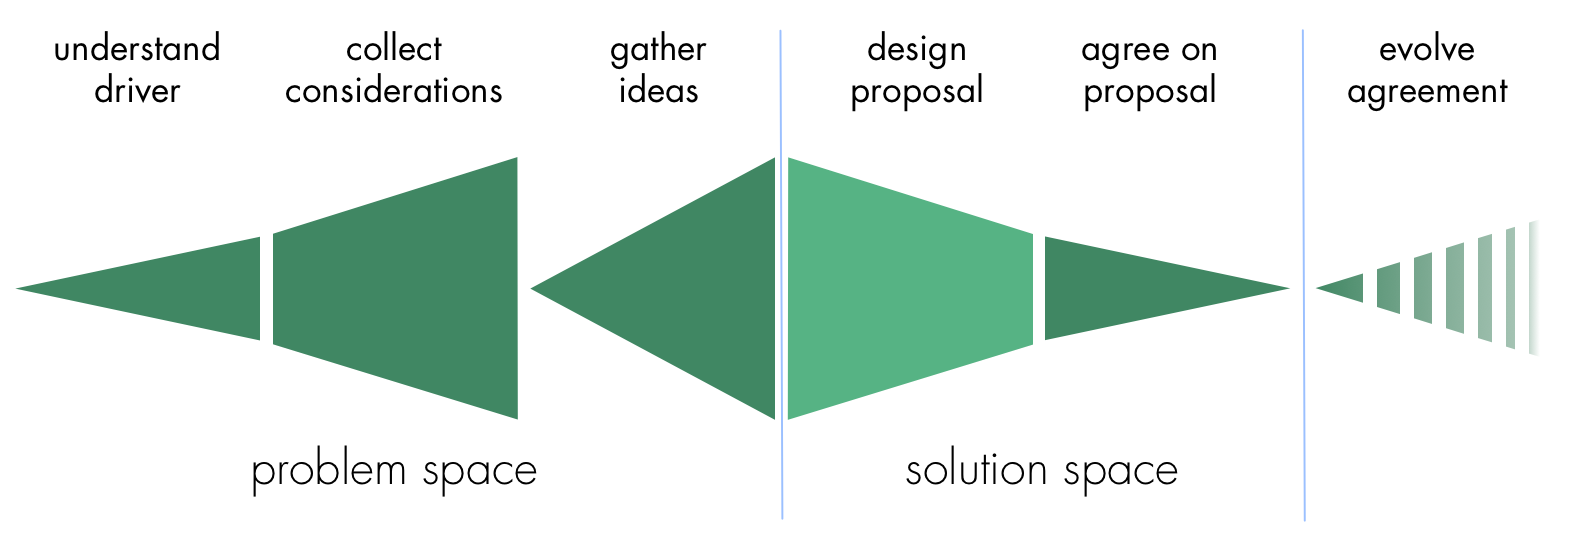 understand
driver
collect
considerations
gather
ideas
design
proposal
agree on
proposal
evolve
agreement
problem space
solution space